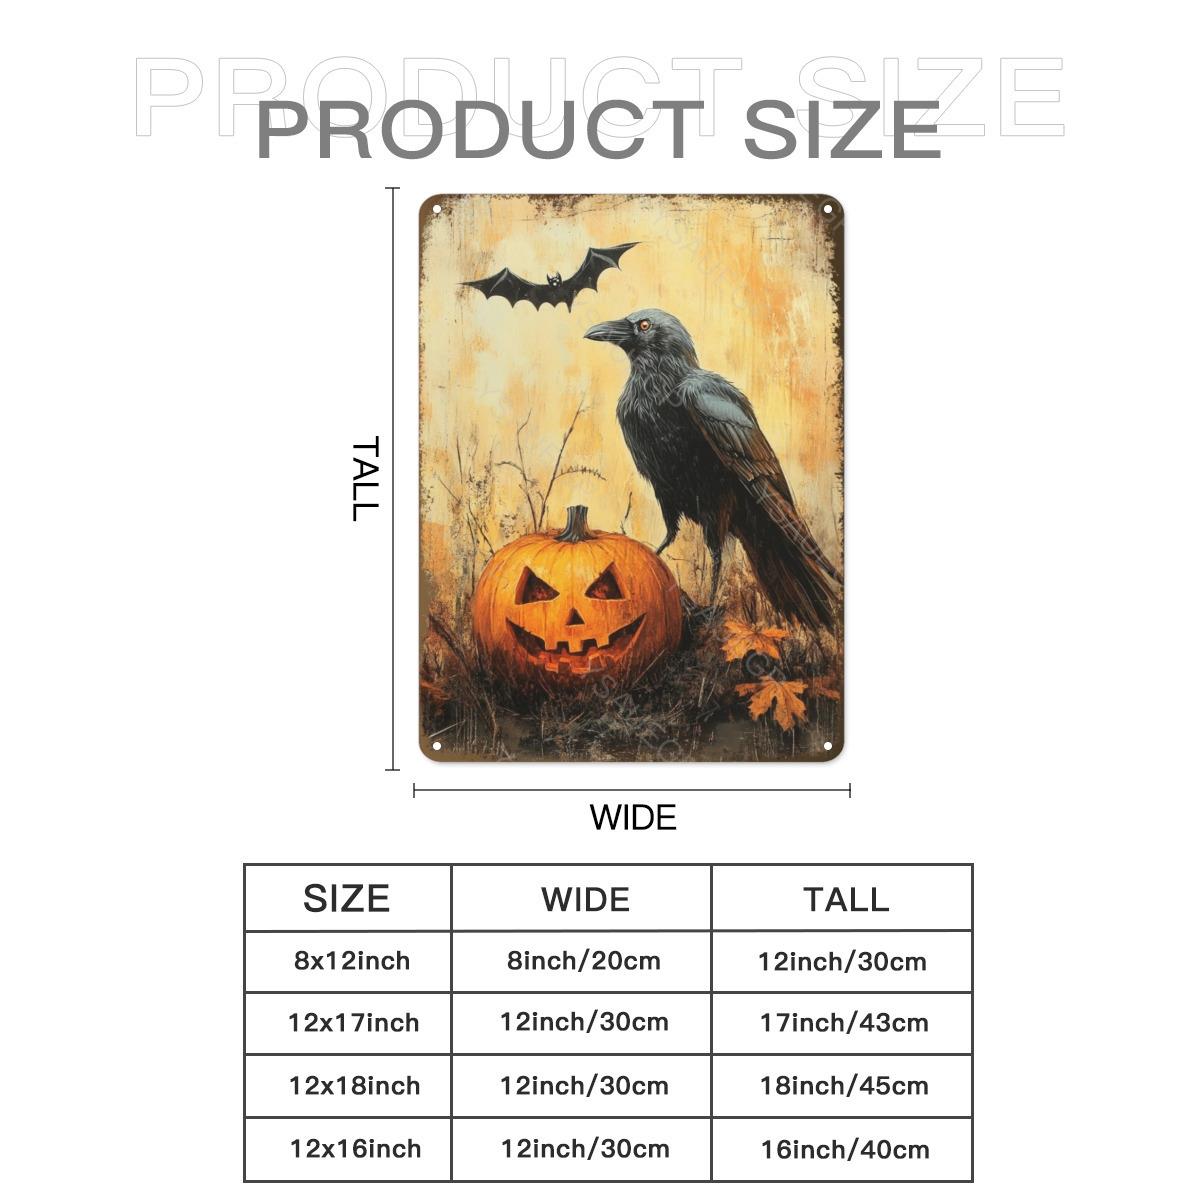 PRODUCT SIZE
PRODUCT SIZE
TALL
WIDE
SIZE WIDE TALL
8x12inch 8inch/20cm 12inch/30cm
12x17inch 12inch/30cm 17inch/43cm
12x18inch 12inch/30cm 18inch/45cm
12x16inch 12inch/30cm 16inch/40cm